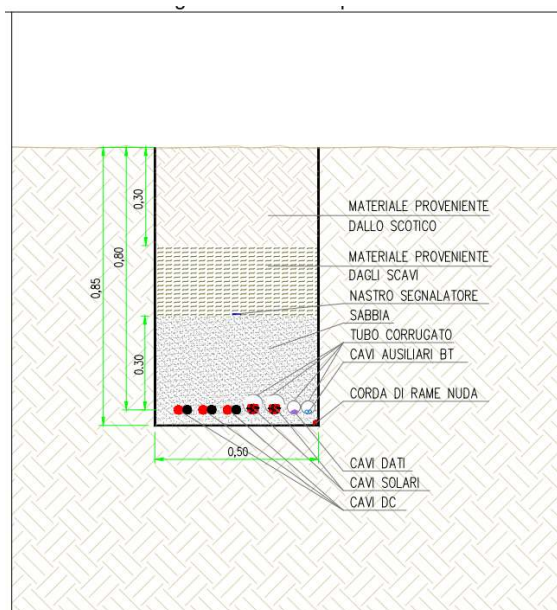 0,30
0,80
0,85
0,30
0,50
MATERIALE PROVENIENTE
DALLO SCOTICO
MATERIALE PROVENIENTE
DAGLI SCAVI
NASTRO SEGNALATORE
SABBIA
TUBO CORRUGATO
CAVI AUSILIARI BT
CORDA DI RAME NUDA
CAVI DATI
CAVI SOLARI
CAVI DC